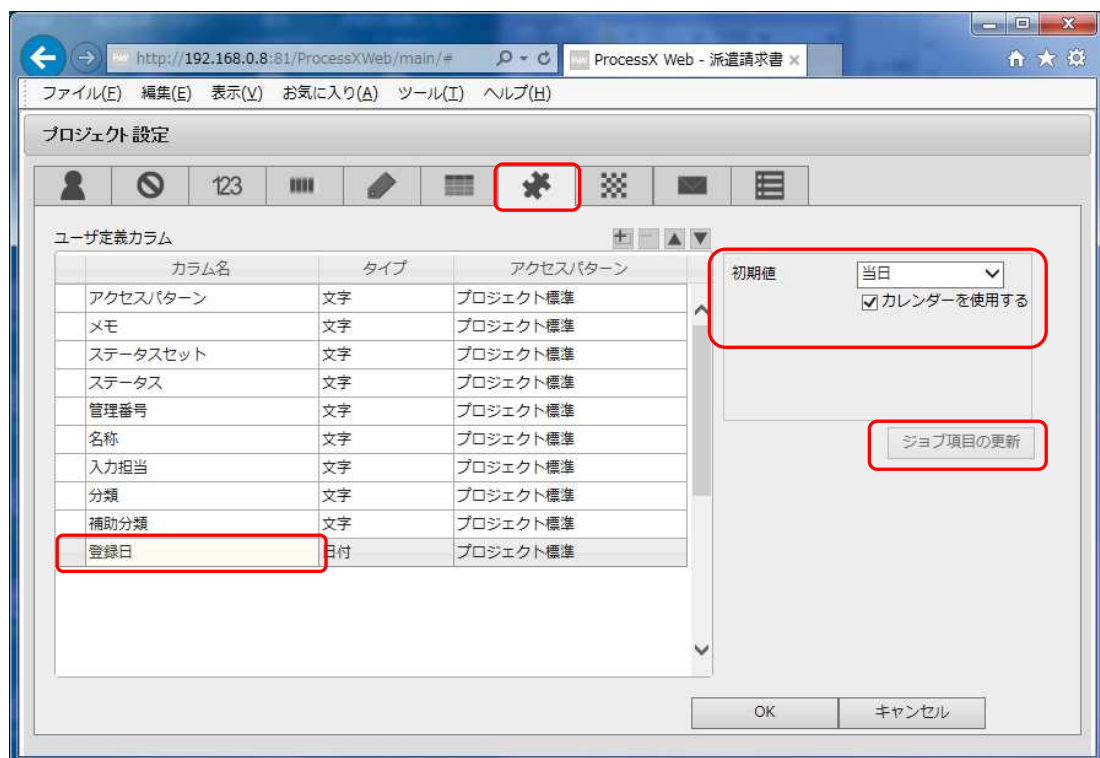 http://192.168.0.8:81/ProcessXWeb/main/#
ProcessX Web - 派遣請求書
ファイル(F) 編集(E) 表示(V) お気に入り(A) ツール(T) ヘルプ(H)
プロジェクト設定
123
ユーザ定義カラム
カラム名 タイプ アクセスパターン
アクセスパターン 文字 プロジェクト標準
メモ 文字 プロジェクト標準
ステータスセット 文字 プロジェクト標準
ステータス 文字 プロジェクト標準
管理番号 文字 プロジェクト標準
名称 文字 プロジェクト標準
入力担当 文字 プロジェクト標準
分類 文字 プロジェクト標準
補助分類 文字 プロジェクト標準
登録日 日付 プロジェクト標準
初期値 当日
カレンダーを使用する
ジョブ項目の更新
OK キャンセル